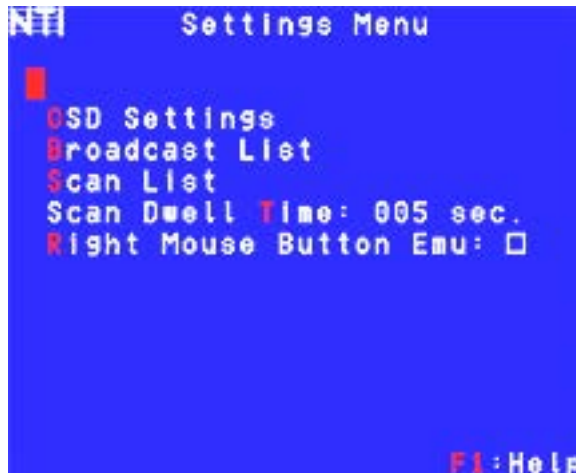 NTI Settings Menu
OSD Settings
Broadcast List
Scan List
Scan Dwell Time: 005 sec.
Right Mouse Button Emu: □
F1:Help